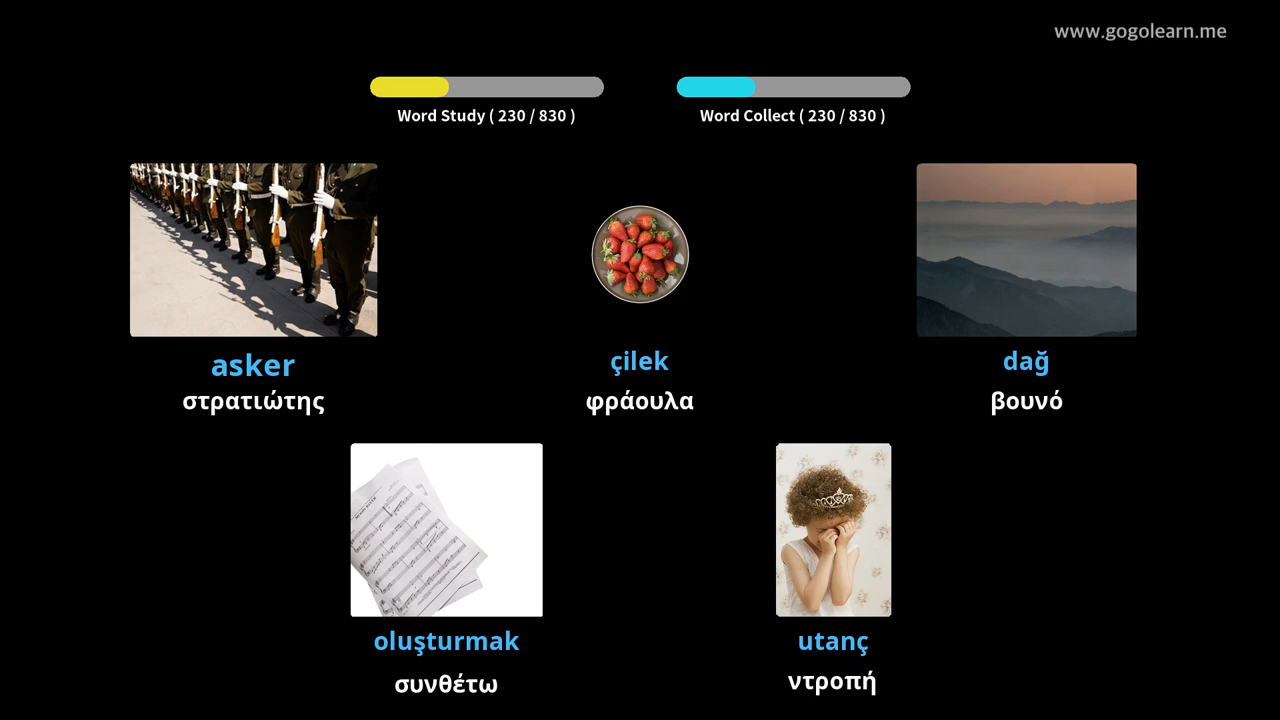 www.gogolearn.me
Word Study ( 230 / 830 )
Word Collect ( 230 / 830 )
asker
στρατιώτης
çilek
φράουλα
dağ
βουνό
oluşturmak
συνθέτω
utanç
ντροπή